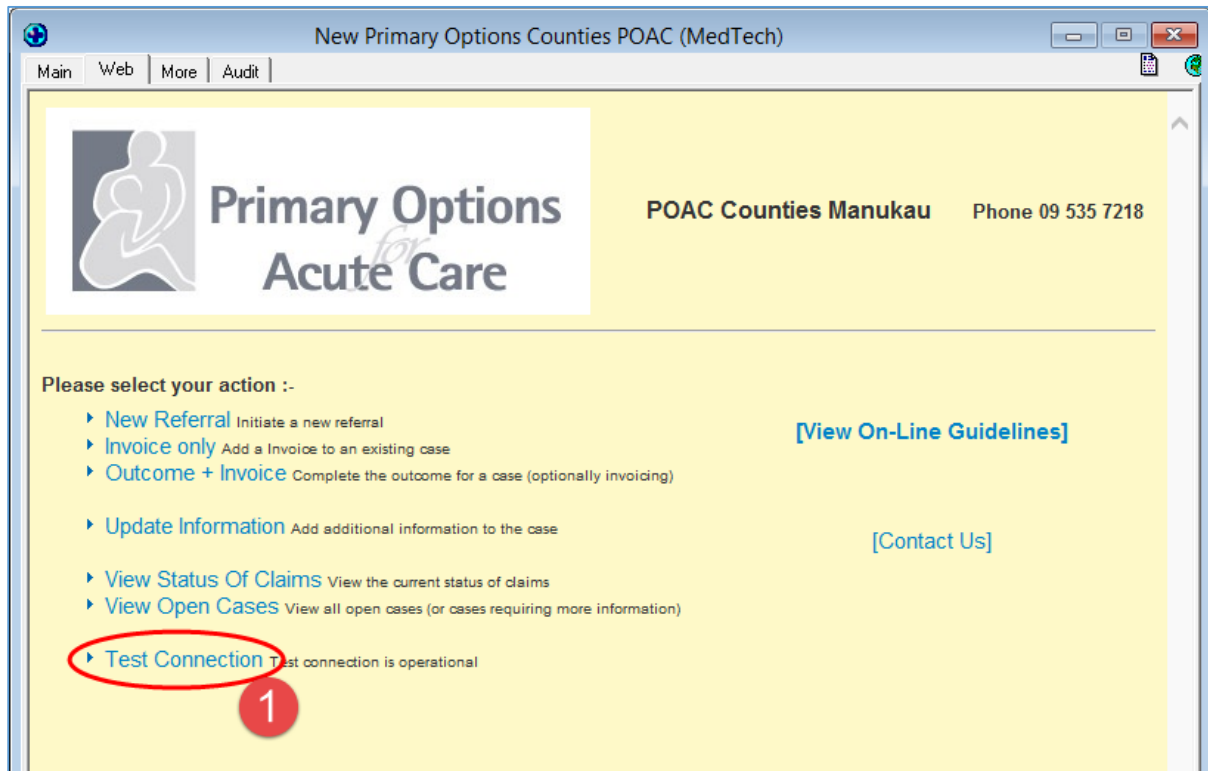 New Primary Options Counties POAC (MedTech)
Main Web More Audit
Primary Options
for
Acute Care
POAC Counties Manukau Phone 09 535 7218
Please select your action :-
New Referral Initiate a new referral
Invoice only Add a Invoice to an existing case
Outcome + Invoice Complete the outcome for a case (optionally invoicing)
[View On-Line Guidelines]
Update Information Add additional information to the case
[Contact Us]
View Status Of Claims View the current status of claims
View Open Cases View all open cases (or cases requiring more information)
Test Connection Test connection is operational
1